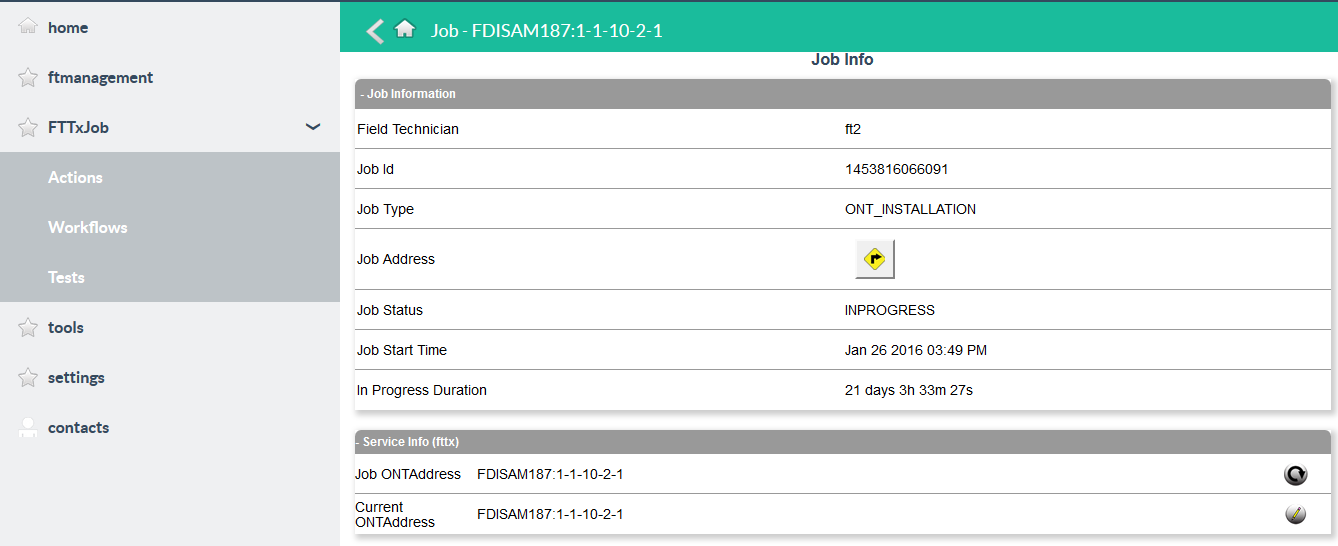 home
ftmanagement
FTTxJob
Actions
Workflows
Tests
tools
settings
contacts
Job - FDISAM187:1-1-10-2-1
Job Info
- Job Information
Field Technician ft2
Job Id 1453816066091
Job Type ONT_INSTALLATION
Job Address
Job Status INPROGRESS
Job Start Time Jan 26 2016 03:49 PM
In Progress Duration 21 days 3h 33m 27s
- Service Info (fttx)
Job ONTAddress FDISAM187:1-1-10-2-1
Current
ONTAddress FDISAM187:1-1-10-2-1